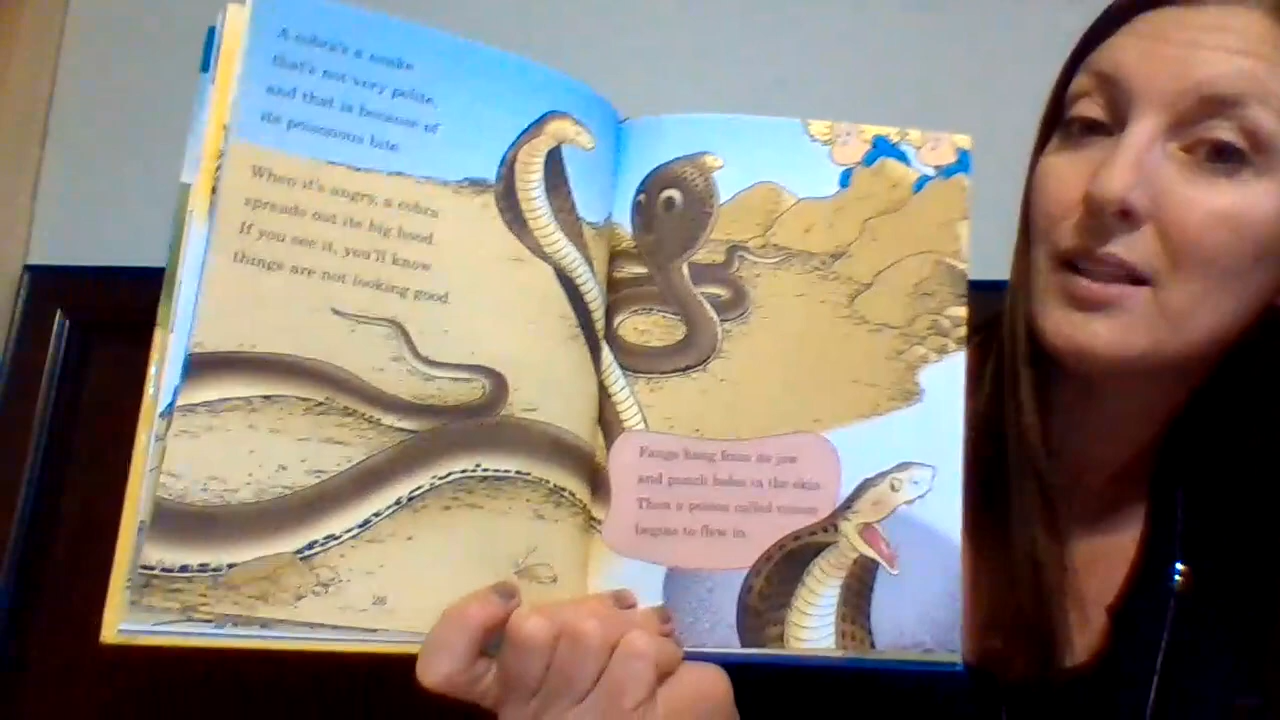 A cobra's a snake
that's not very polite,
and that is because of
its poisonous bite.
When it's angry, a cobra
spreads out its big hood.
If you see it, you'll know
things are not looking good.
26
Fangs hang from its jaw
and punch holes in the skin.
Then a poison called venom
begins to flow in.